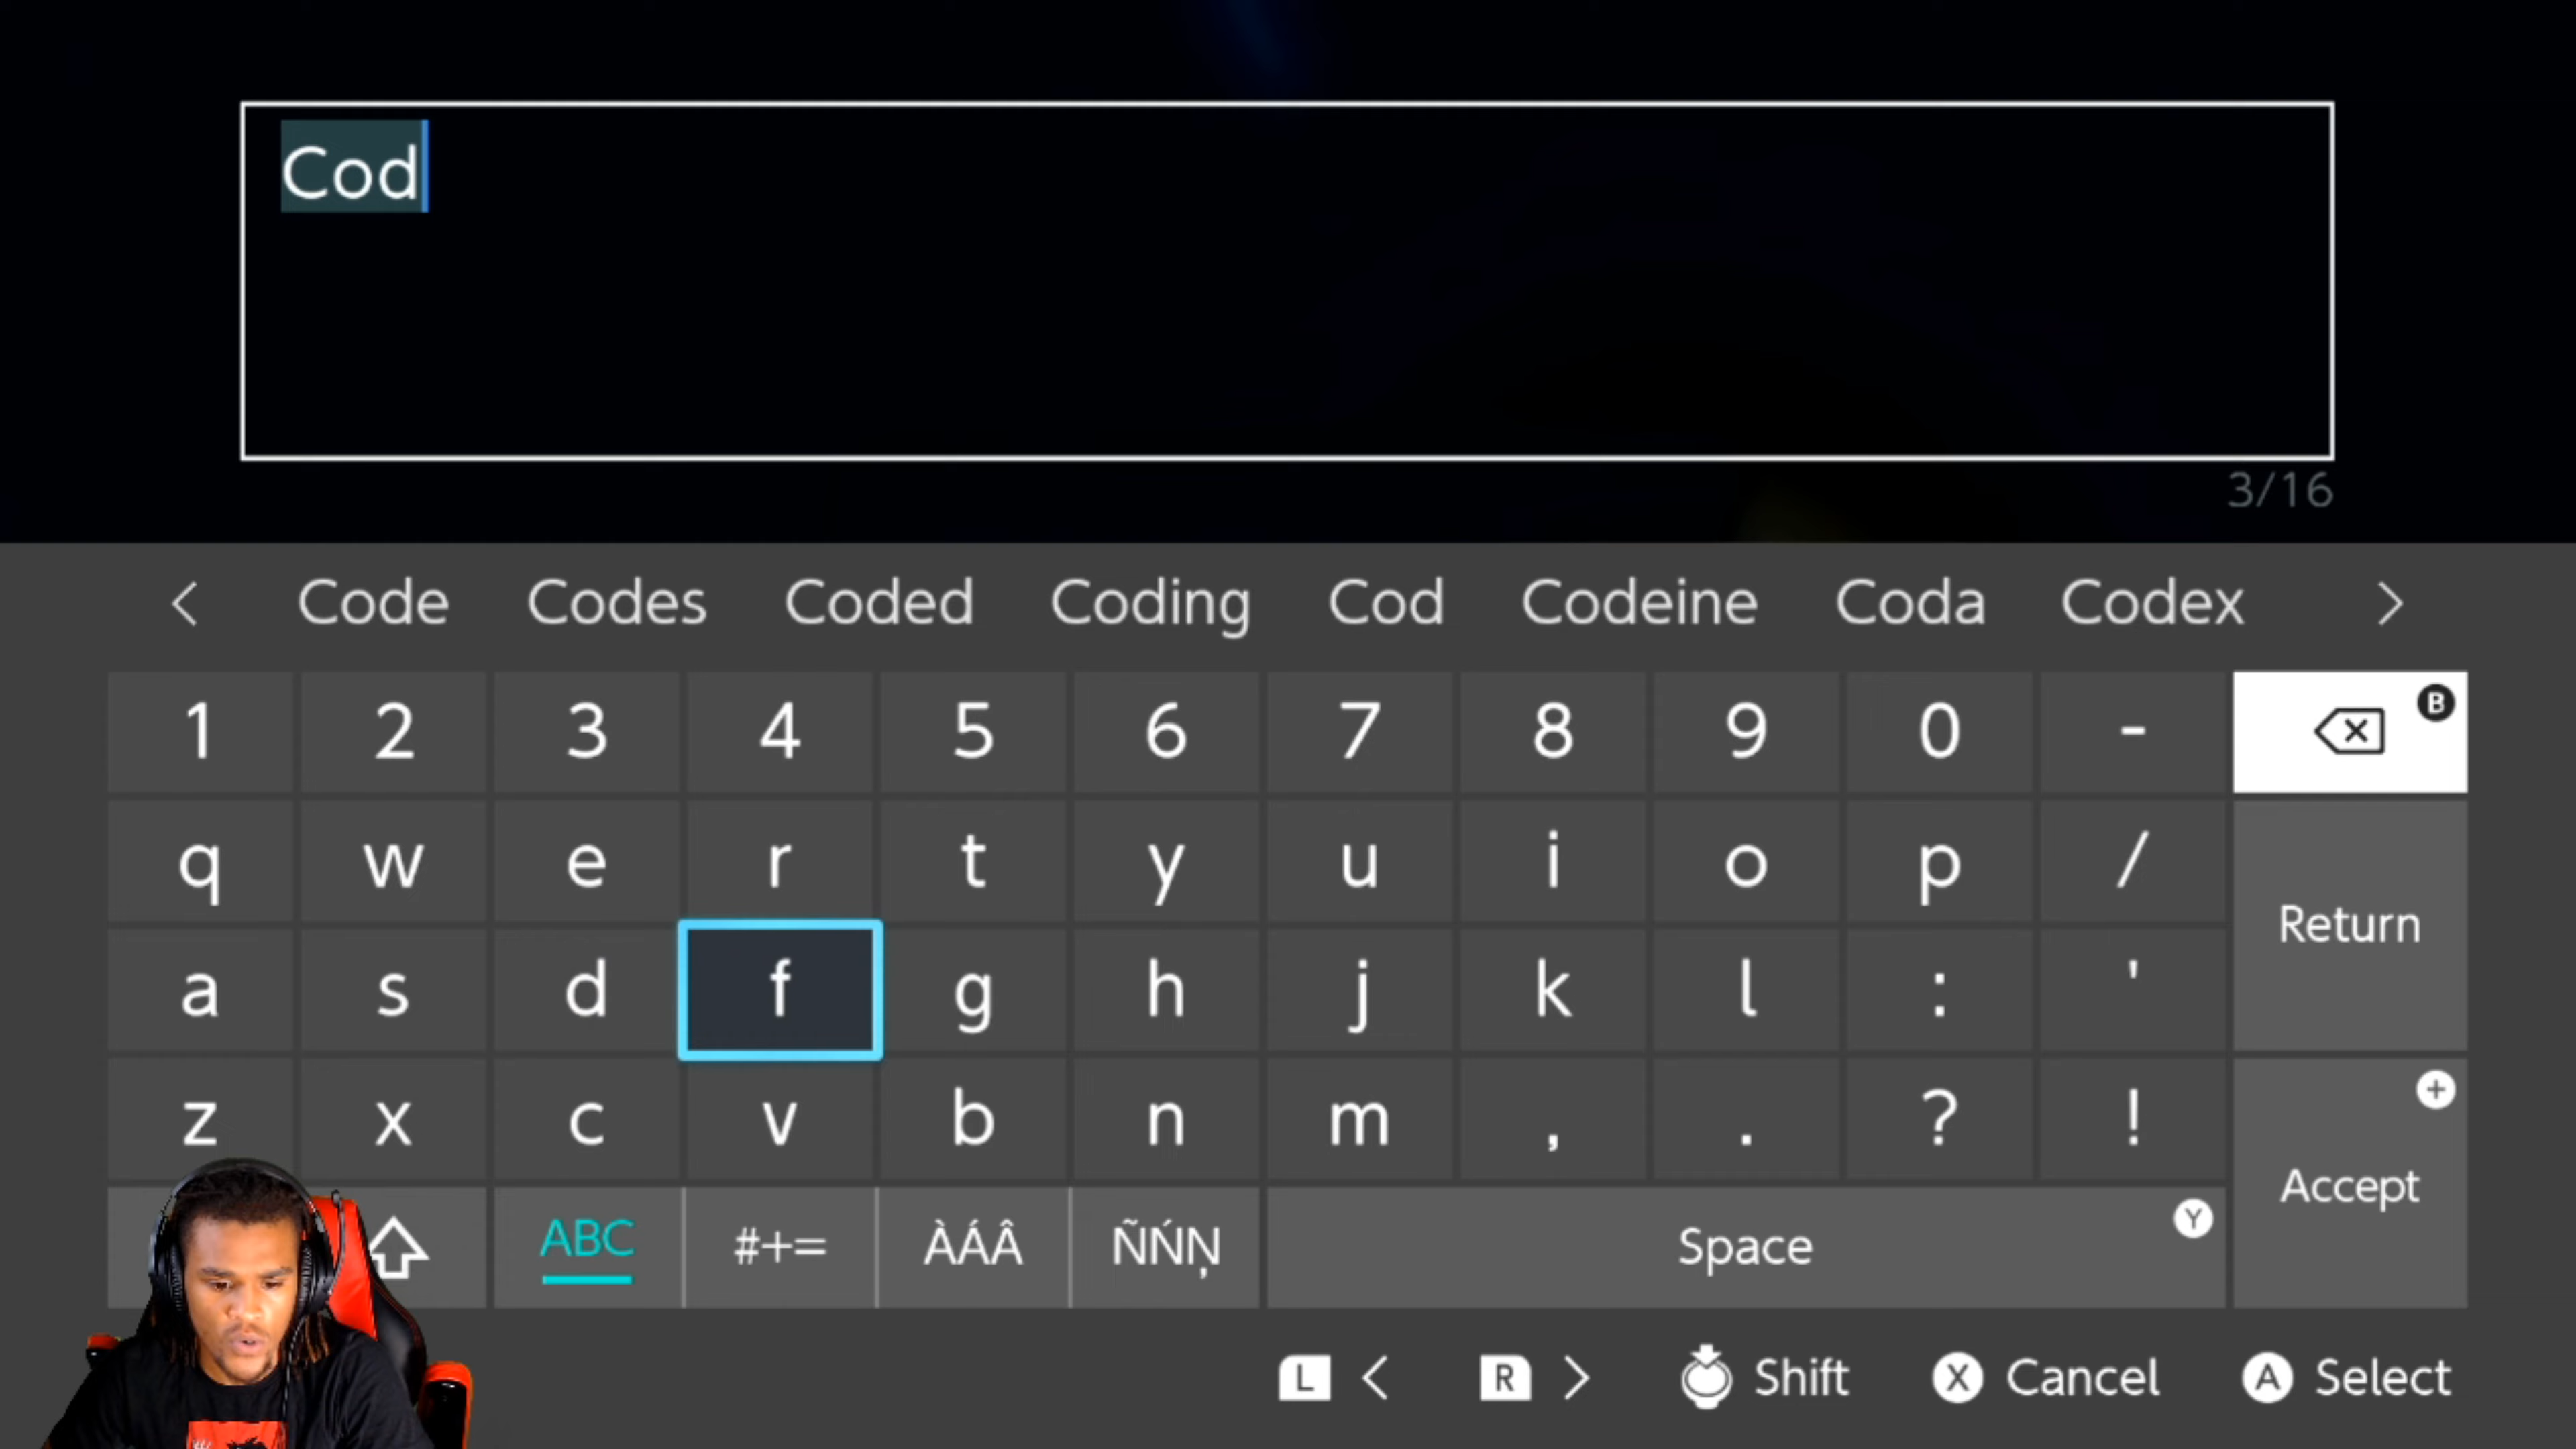 Cod
3/16
< Code Codes Coded Coding Cod Codeine Coda Codex >
1 2 3 4 5 6 7 8 9 0 - B
q w e r t y u i o p /
Return
a s d f g h j k l : '
z x c v b n m , . ? ! +
Accept
ABC #+= ÀÁÂ ÑŃŅ Space Y
L < R > Shift X Cancel A Select